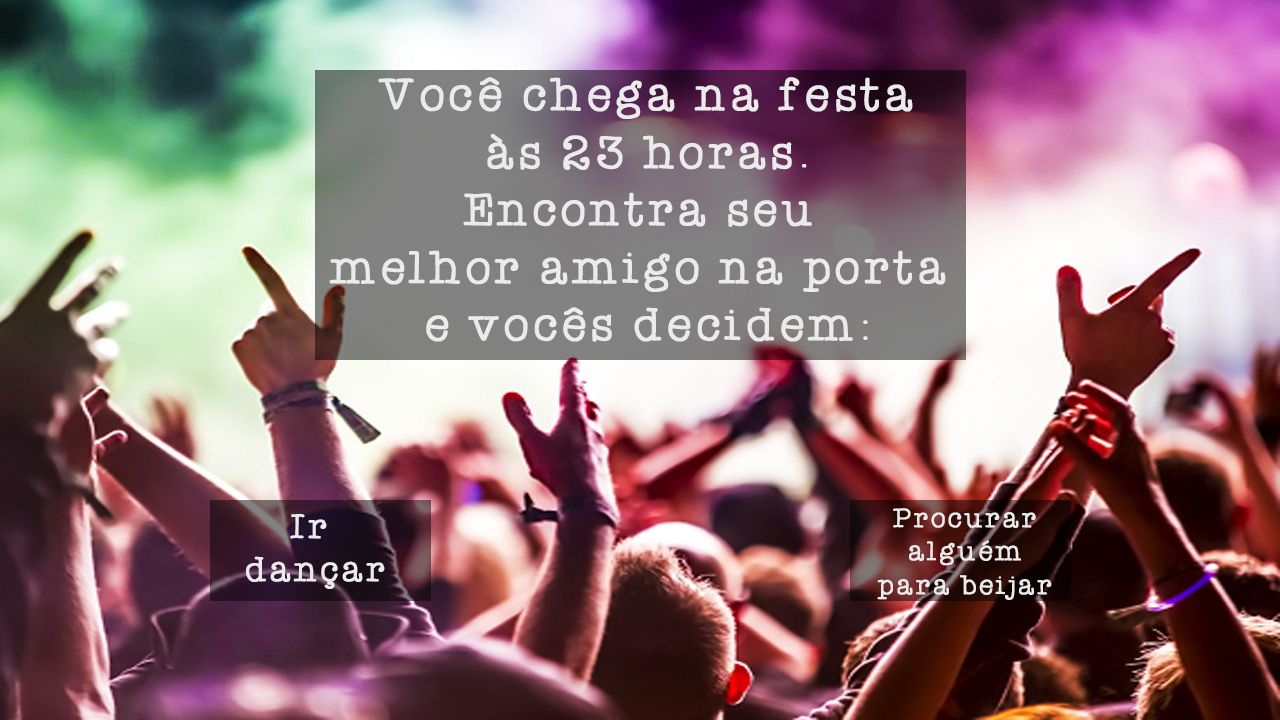 Você chega na festa
às 23 horas.
Encontra seu
melhor amigo na porta
e vocês decidem:
Ir
dançar
Procurar
alguém
para beijar